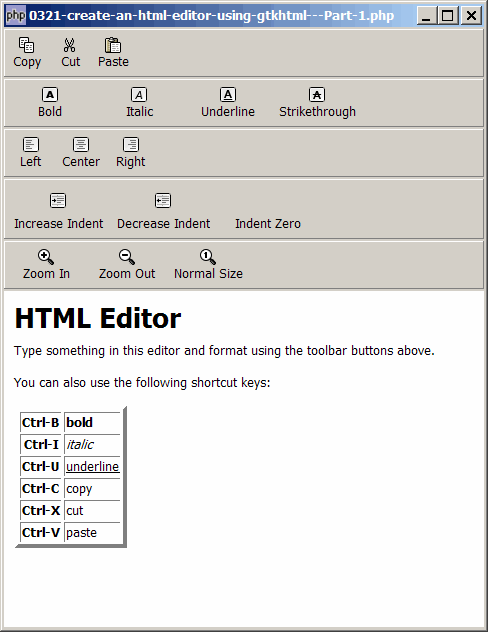 php 0321-create-an-html-editor-using-gtkhtml---Part-1.php
Copy Cut Paste
A A A A
Bold Italic Underline Strikethrough
Left Center Right
Increase Indent Decrease Indent Indent Zero
1
Zoom In Zoom Out Normal Size
HTML Editor
Type something in this editor and format using the toolbar buttons above.
You can also use the following shortcut keys:
Ctrl-B bold
Ctrl-I italic
Ctrl-U underline
Ctrl-C copy
Ctrl-X cut
Ctrl-V paste